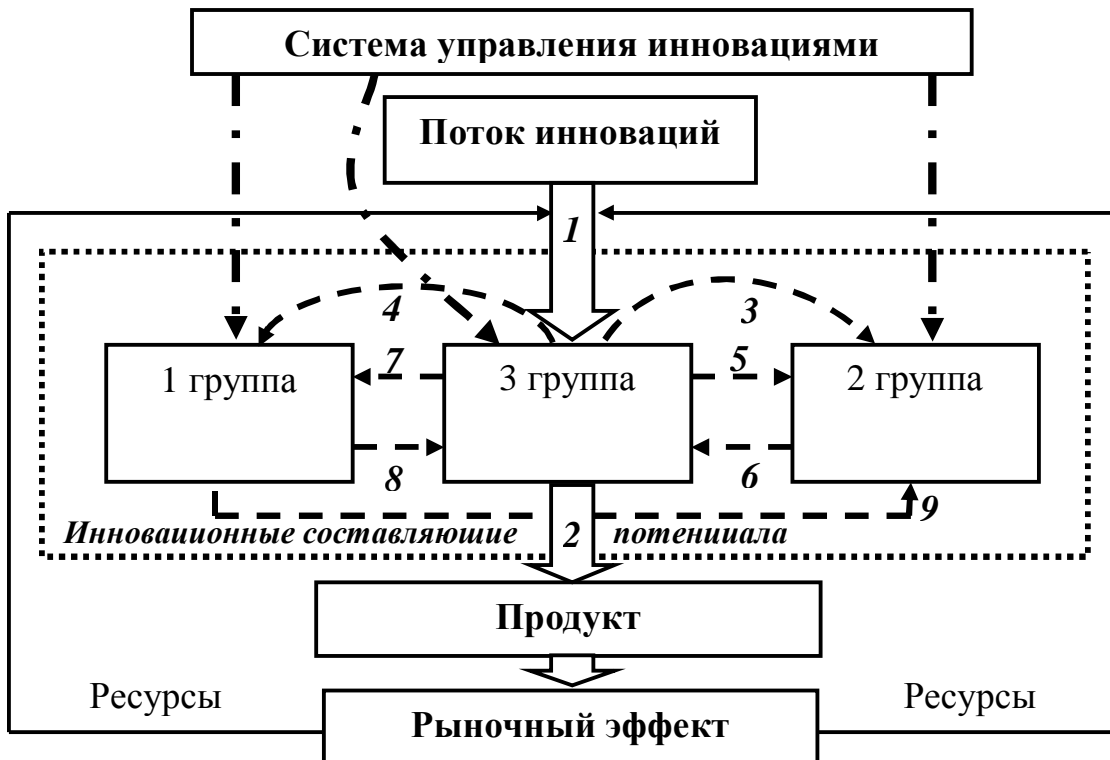 Система управления инновациями
Поток инноваций
1
4
3
1 группа
7
3 группа
5
2 группа
8
6
9
Инновационные составляющие
2
потенциала
Продукт
Ресурсы
Ресурсы
Рыночный эффект